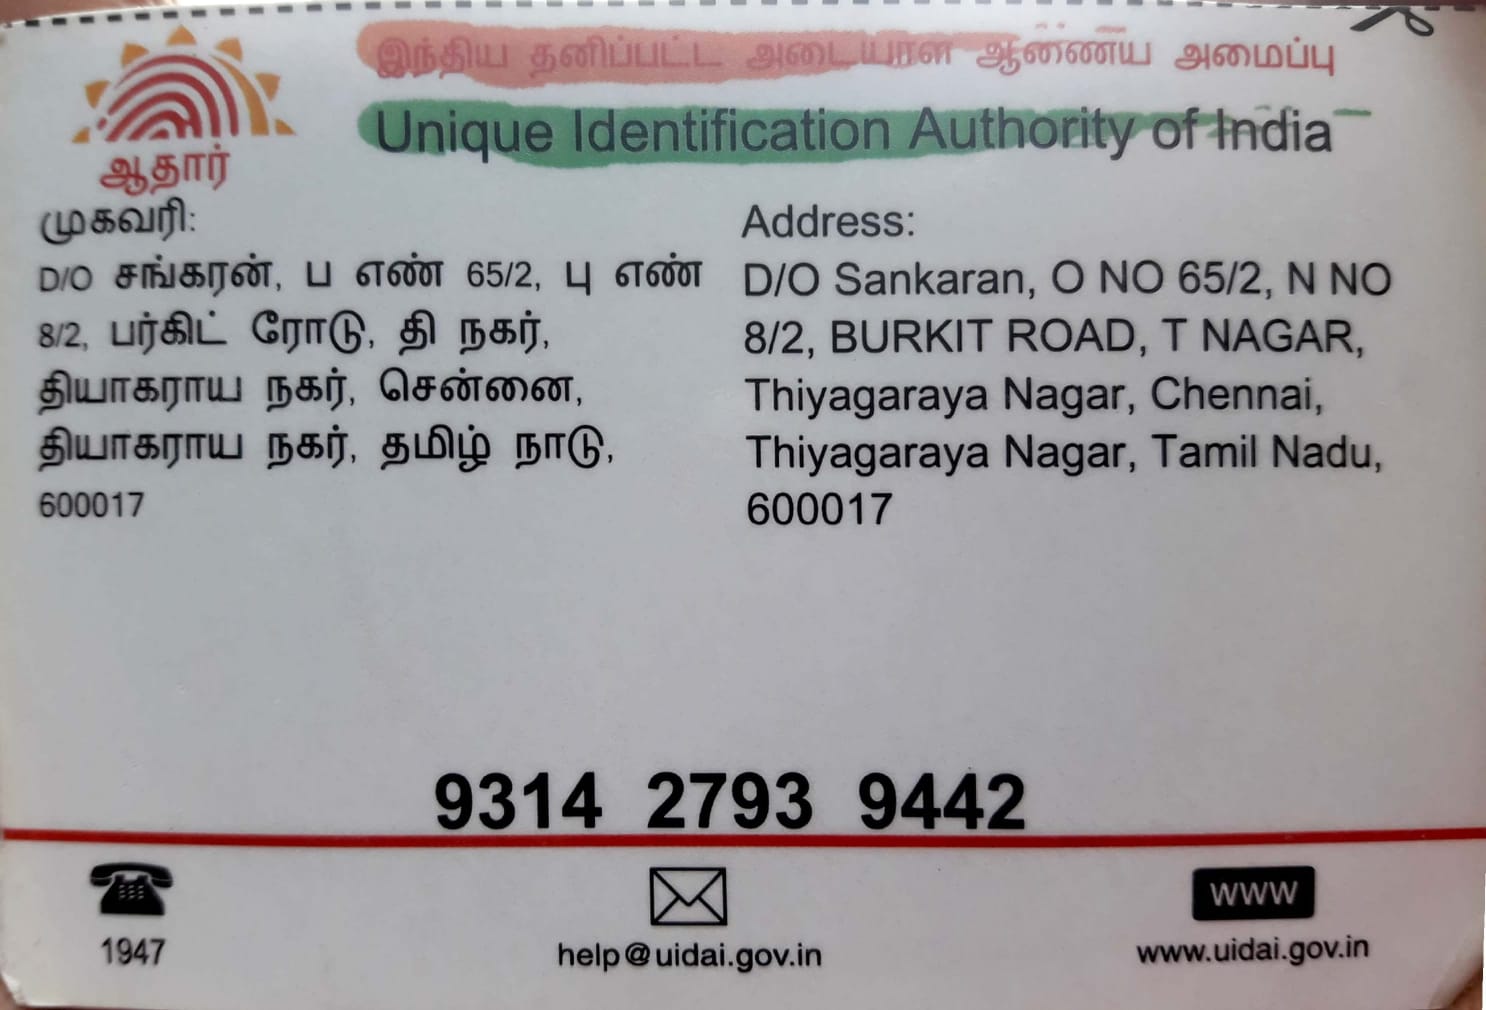 இந்திய தனிப்பட்ட அடையாள ஆணைய அமைப்பு
Unique Identification Authority of India
ஆதார்
முகவரி:
D/O சங்கரன், ப எண் 65/2, பு எண்
8/2, பர்கிட் ரோடு, தி நகர்,
தியாகராய நகர், சென்னை,
தியாகராய நகர், தமிழ் நாடு,
600017
Address:
D/O Sankaran, O NO 65/2, N NO
8/2, BURKIT ROAD, T NAGAR,
Thiyagaraya Nagar, Chennai,
Thiyagaraya Nagar, Tamil Nadu,
600017
9314 2793 9442
1947
help@uidai.gov.in
WWW
www.uidai.gov.in